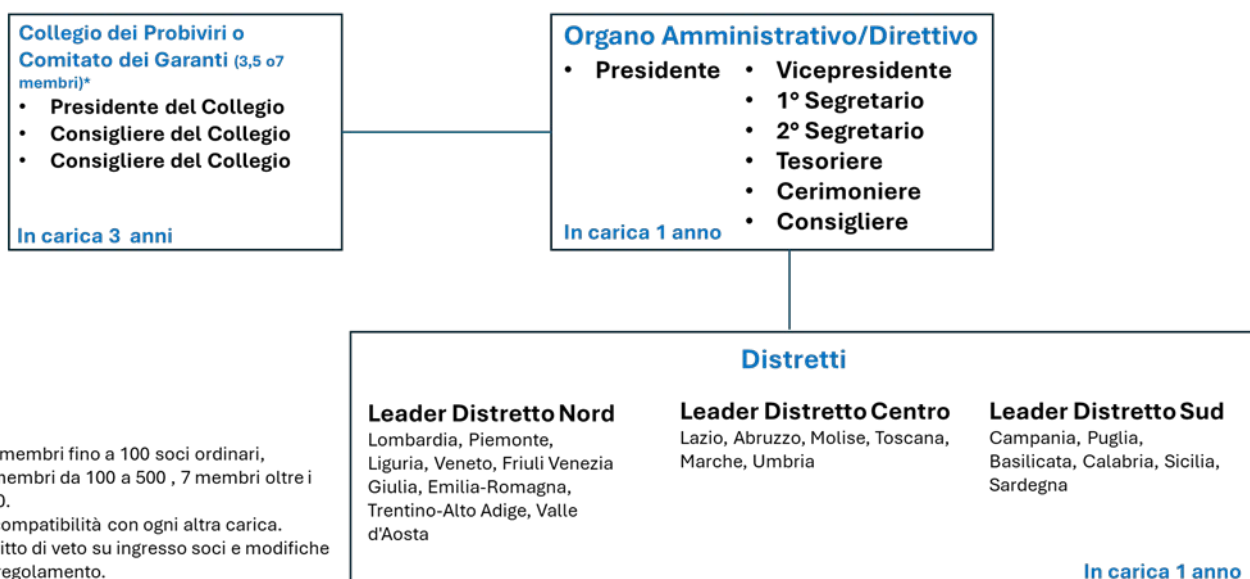 Collegio dei Probiviri o
Comitato dei Garanti (3,5 o7
membri)*
• Presidente del Collegio
• Consigliere del Collegio
• Consigliere del Collegio
In carica 3 anni
Organo Amministrativo/Direttivo
• Presidente
• Vicepresidente
• 1° Segretario
• 2° Segretario
• Tesoriere
• Cerimoniere
• Consigliere
In carica 1 anno
Distretti
Leader Distretto Nord
Lombardia, Piemonte,
Liguria, Veneto, Friuli Venezia
Giulia, Emilia-Romagna,
Trentino-Alto Adige, Valle
d'Aosta
Leader Distretto Centro
Lazio, Abruzzo, Molise, Toscana,
Marche, Umbria
Leader Distretto Sud
Campania, Puglia,
Basilicata, Calabria, Sicilia,
Sardegna
In carica 1 anno
membri fino a 100 soci ordinari,
membri da 100 a 500 , 7 membri oltre i
0.
compatibilità con ogni altra carica.
itto di veto su ingresso soci e modifiche
regolamento.